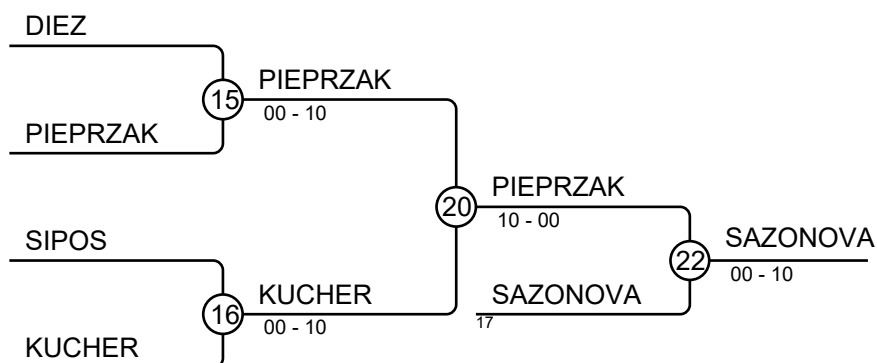 DIEZ
15
PIEPRZAK
00 - 10
PIEPRZAK
20
PIEPRZAK
10 - 00
22
SAZONOVA
00 - 10
SIPOS
16
KUCHER
00 - 10
SAZONOVA
17
KUCHER